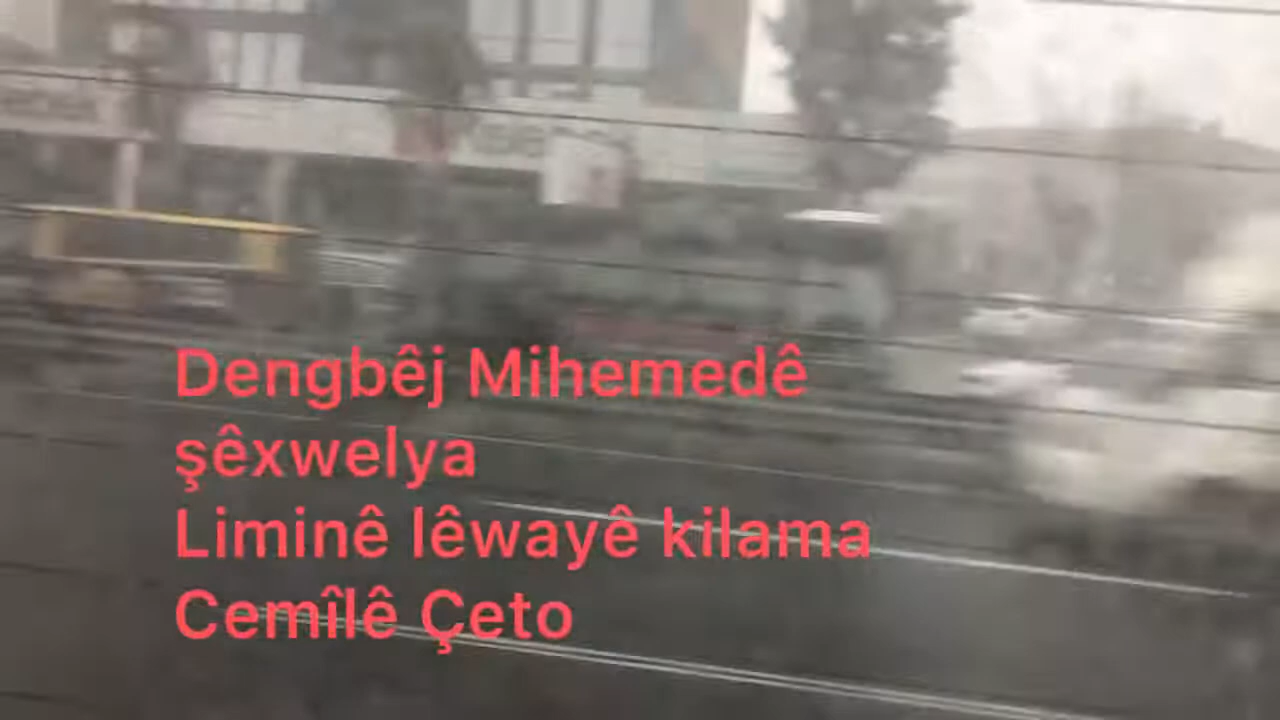 Dengbêj Mihemedê
şêxwelya
Liminê lêwayê kilama
Cemîlê Çeto